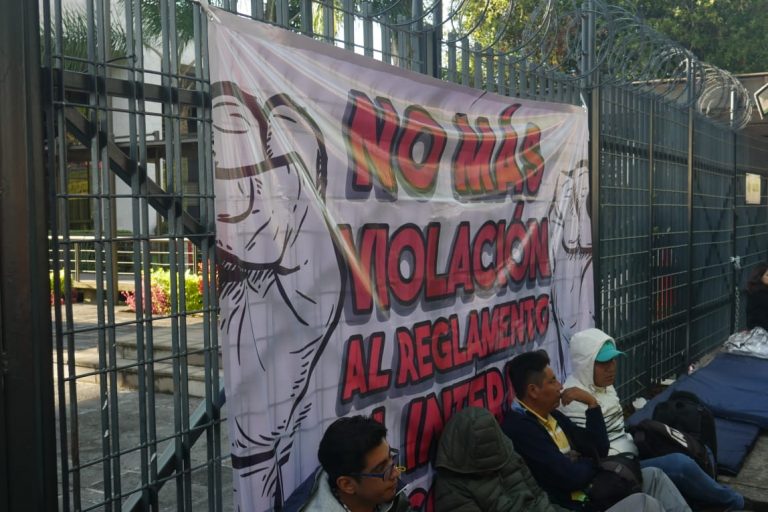 NO MÁS
VIOLACIÓN
AL REGLAMENTO